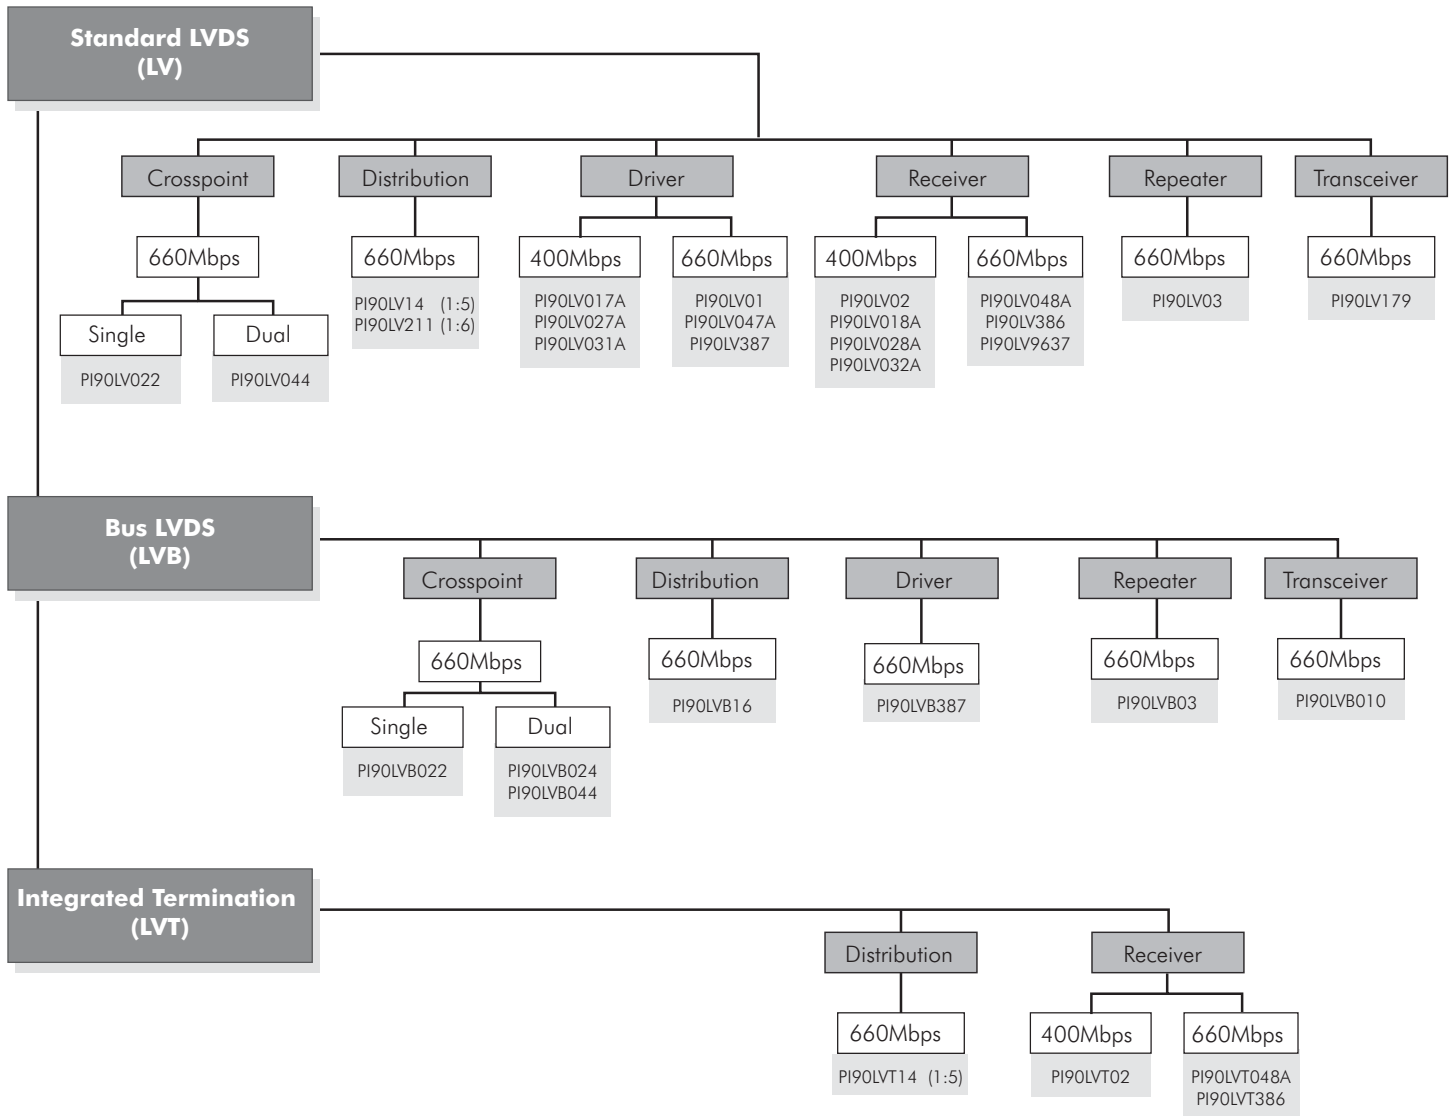 Standard LVDS
(LV)
Crosspoint
Distribution
Driver
Receiver
Repeater
Transceiver
660Mbps
660Mbps
400Mbps
660Mbps
400Mbps
660Mbps
660Mbps
660Mbps
PI90LV14 (1:5)
PI90LV211 (1:6)
PI90LV017A
PI90LV027A
PI90LV031A
PI90LV01
PI90LV047A
PI90LV387
PI90LV02
PI90LV018A
PI90LV028A
PI90LV032A
PI90LV048A
PI90LV386
PI90LV9637
PI90LV03
PI90LV179
Single
Dual
PI90LV022
PI90LV044
Bus LVDS
(LVB)
Crosspoint
Distribution
Driver
Repeater
Transceiver
660Mbps
660Mbps
660Mbps
660Mbps
660Mbps
PI90LVB16
PI90LVB387
PI90LVB03
PI90LVB010
Single
Dual
PI90LVB022
PI90LVB024
PI90LVB044
Integrated Termination
(LVT)
Distribution
Receiver
660Mbps
400Mbps
660Mbps
PI90LVT14 (1:5)
PI90LVT02
PI90LVT048A
PI90LVT386